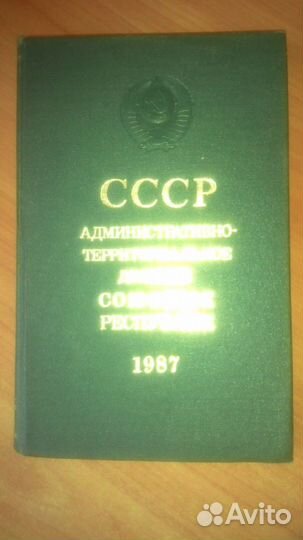 СССР
АДМИНИСТРАТИВНО-
ТЕРРИТОРИАЛЬНОЕ
ДЕЛЕНИЕ
СОЮЗНЫХ
РЕСПУБЛИК
1987
Avito